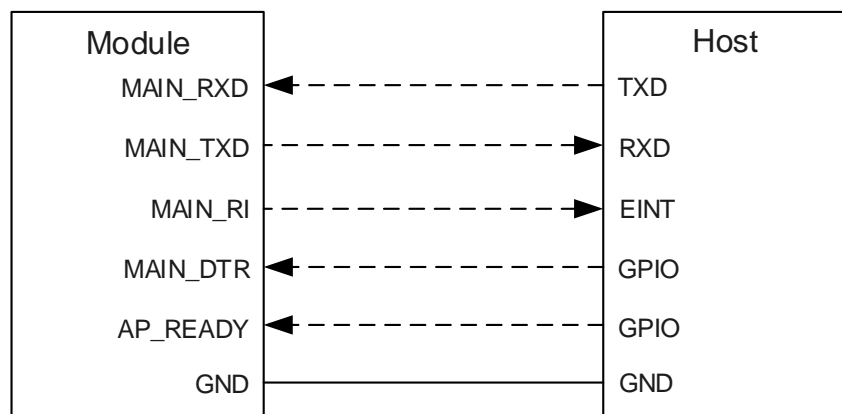 Module Host
MAIN_RXD TXD
MAIN_TXD RXD
MAIN_RI EINT
MAIN_DTR GPIO
AP_READY GPIO
GND GND